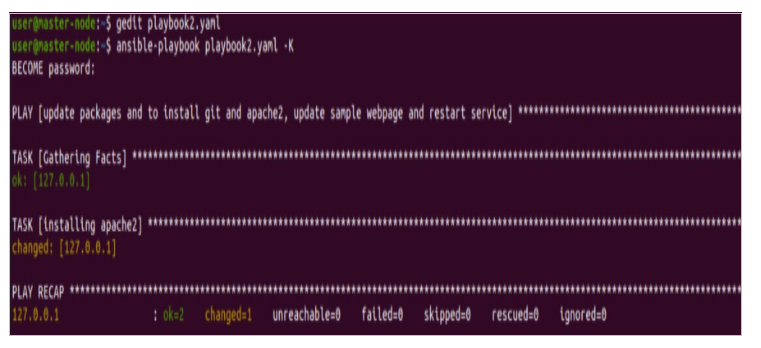 user@master-node:~$ gedit playbook2.yaml
user@master-node:~$ ansible-playbook playbook2.yaml -K
BECOME password:
PLAY [update packages and to install git and apache2, update sample webpage and restart service] ******************************************
TASK [Gathering Facts] ****************************************************************************************************
ok: [127.0.0.1]
TASK [installing apache2] *************************************************************************************************
changed: [127.0.0.1]
PLAY RECAP ****************************************************************************************************************
127.0.0.1 : ok=2 changed=1 unreachable=0 failed=0 skipped=0 rescued=0 ignored=0